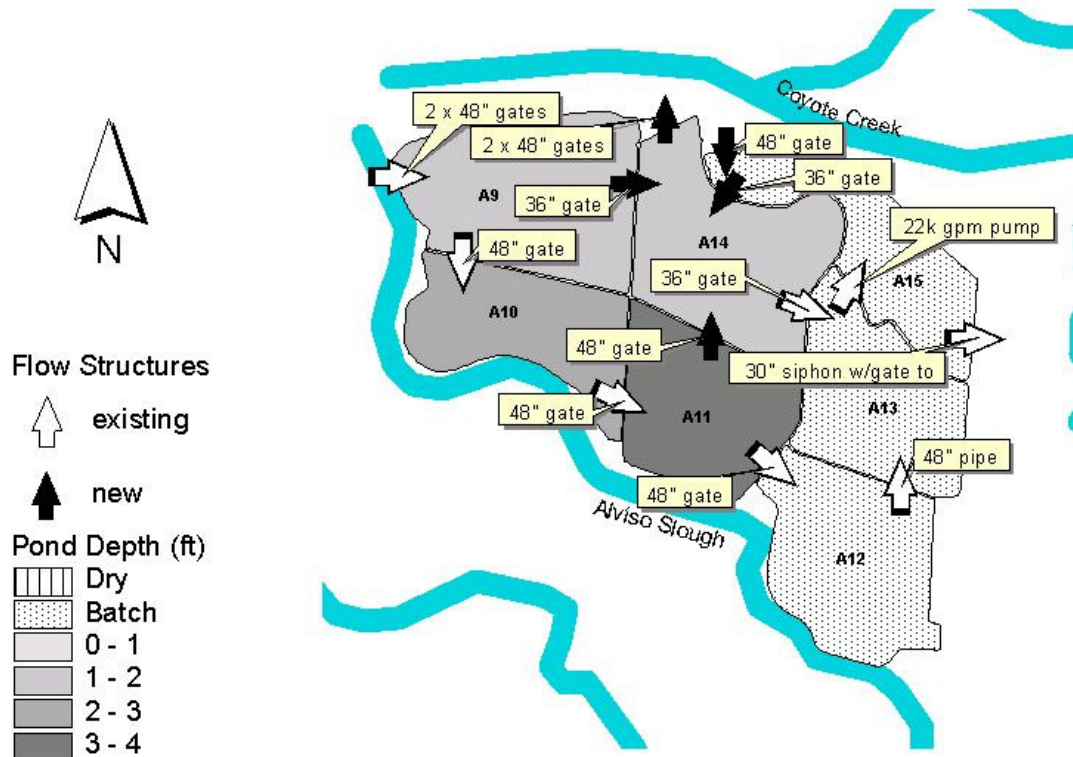 Coyote Creek
2 x 48" gates
2 x 48" gates
48" gate
36" gate
A9
36" gate
22k gpm pump
N
48" gate
A14
36" gate
A15
A10
48" gate
30" siphon w/gate to
Flow Structures
existing
48" gate
A11
A13
48" pipe
new
48" gate
Alviso Slough
Pond Depth (ft)
Dry
A12
Batch
0 - 1
1 - 2
2 - 3
3 - 4